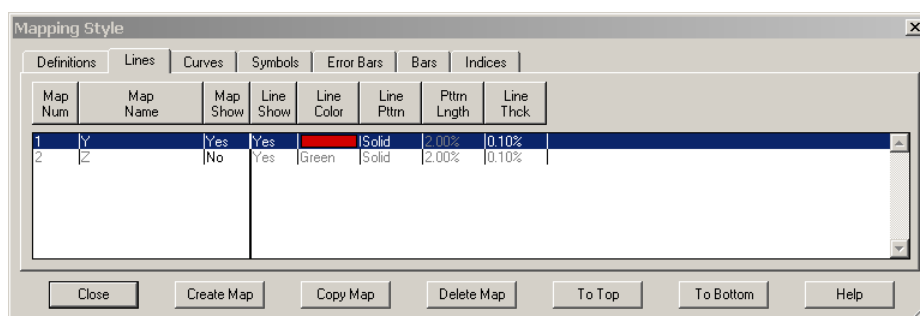 Mapping Style
Definitions Lines Curves Symbols Error Bars Bars Indices
Map Num Map Name Map Show Line Show Line Color Line Pttrn Pttrn Lngth Line Thck
1 Y Yes Yes Solid 2.00% 0.10%
2 Z No Yes Green Solid 2.00% 0.10%
Close Create Map Copy Map Delete Map To Top To Bottom Help